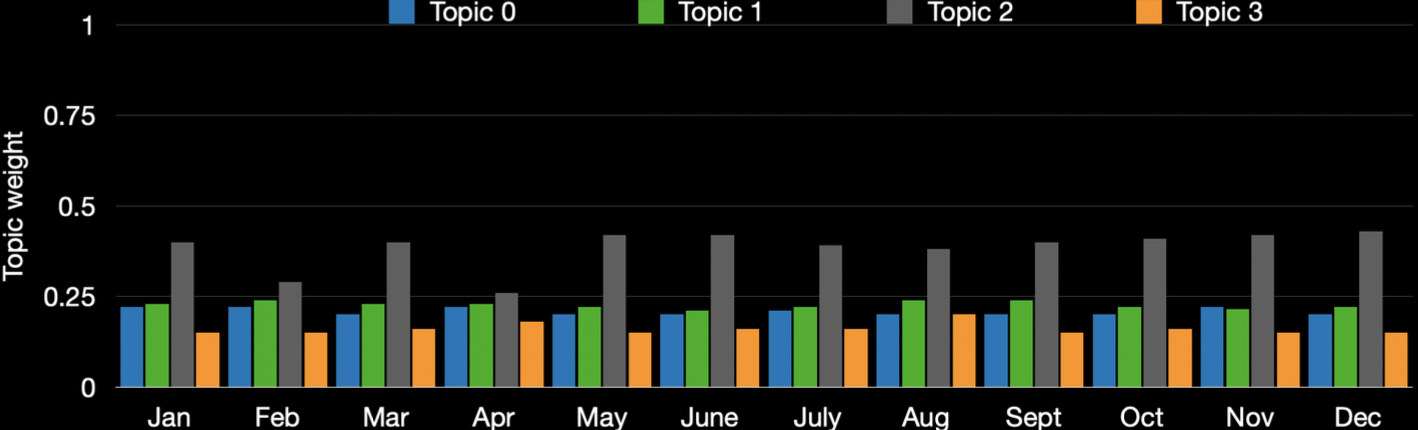 Topic 0 Topic 1 Topic 2 Topic 3
1
0.75
0.5
0.25
0
Topic weight
Jan Feb Mar Apr May June July Aug Sept Oct Nov Dec